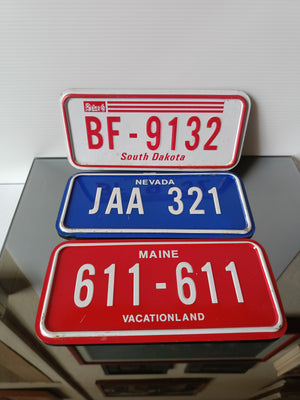 BF-9132
South Dakota
NEVADA
JAA 321
MAINE
611-611
VACATIONLAND